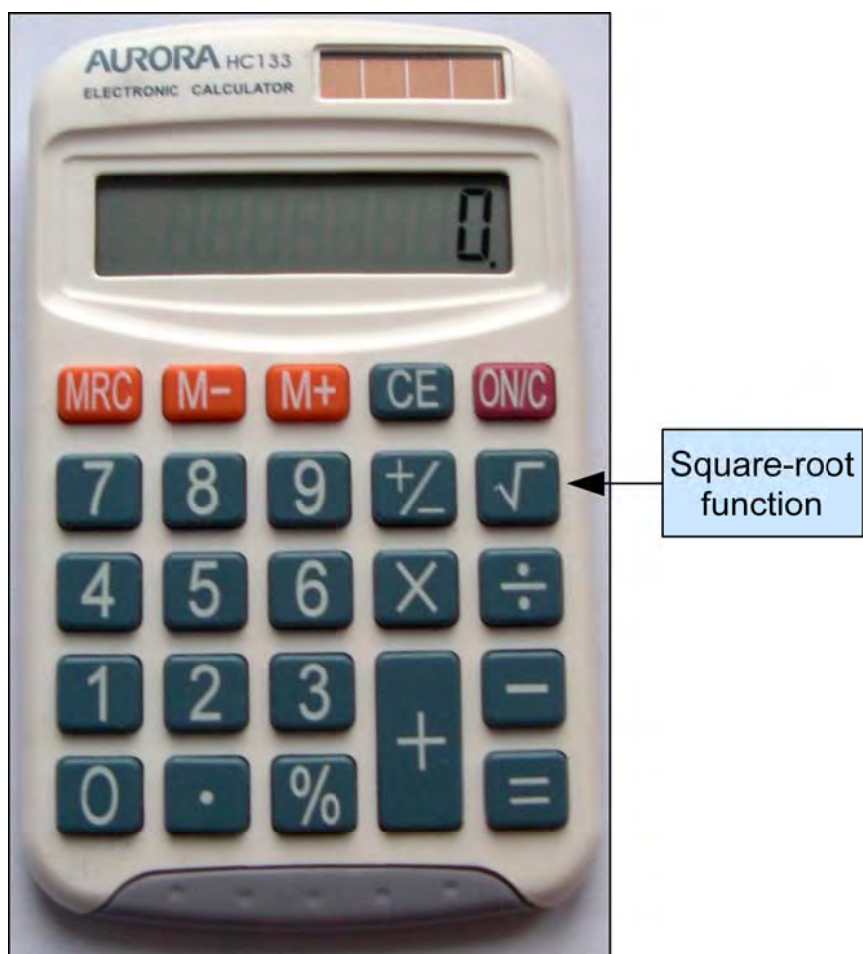 AURORA HC133
ELECTRONIC CALCULATOR
0.
MRC M− M+ CE ON/C
7 8 9 +/− √
Square-root
function
4 5 6 X ÷
1 2 3 + −
0 . % =